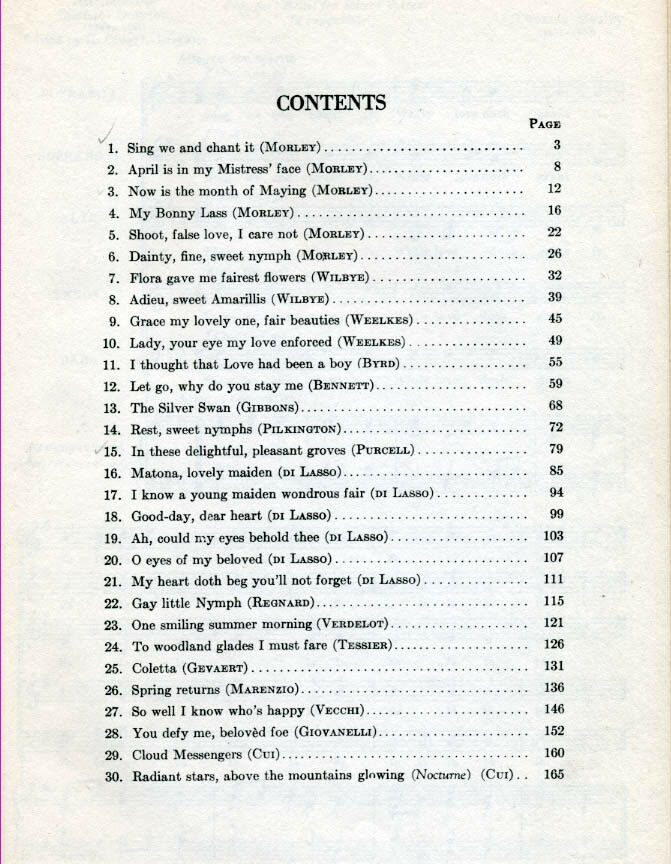 CONTENTS
PAGE
1. Sing we and chant it (MORLEY) .............................. 3
2. April is in my Mistress' face (MORLEY) ....................... 8
3. Now is the month of Maying (MORLEY) ...................... 12
4. My Bonny Lass (MORLEY) .................................. 16
5. Shoot, false love, I care not (MORLEY) ........................ 22
6. Dainty, fine, sweet nymph (MORLEY) ........................ 26
7. Flora gave me fairest flowers (WILBYE) ....................... 32
8. Adieu, sweet Amarillis (WILBYE) ............................. 39
9. Grace my lovely one, fair beauties (WEELKES) ................ 45
10. Lady, your eye my love enforced (WEELKES) .................. 49
11. I thought that Love had been a boy (BYRD) ................... 55
12. Let go, why do you stay me (BENNETT) ....................... 59
13. The Silver Swan (GIBBONS) .................................. 68
14. Rest, sweet nymphs (PILKINGTON) ........................... 72
15. In these delightful, pleasant groves (PURCELL) ................ 79
16. Matona, lovely maiden (DI LASSO) ........................... 85
17. I know a young maiden wondrous fair (DI LASSO) ............. 94
18. Good-day, dear heart (DI LASSO) ............................. 99
19. Ah, could my eyes behold thee (DI LASSO) .................... 103
20. O eyes of my beloved (DI LASSO) ............................ 107
21. My heart doth beg you'll not forget (DI LASSO) ............... 111
22. Gay little Nymph (REGNARD) ............................... 115
23. One smiling summer morning (VERDELOT) .................... 121
24. To woodland glades I must fare (TESSIER) .................... 126
25. Coletta (GEVAERT) ........................................ 131
26. Spring returns (MARENZIO) ................................. 136
27. So well I know who's happy (VECCHI) ........................ 146
28. You defy me, belovèd foe (GIOVANELLI) ...................... 152
29. Cloud Messengers (CUI) .................................... 160
30. Radiant stars, above the mountains glowing (Nocturne) (CUI) .. 165